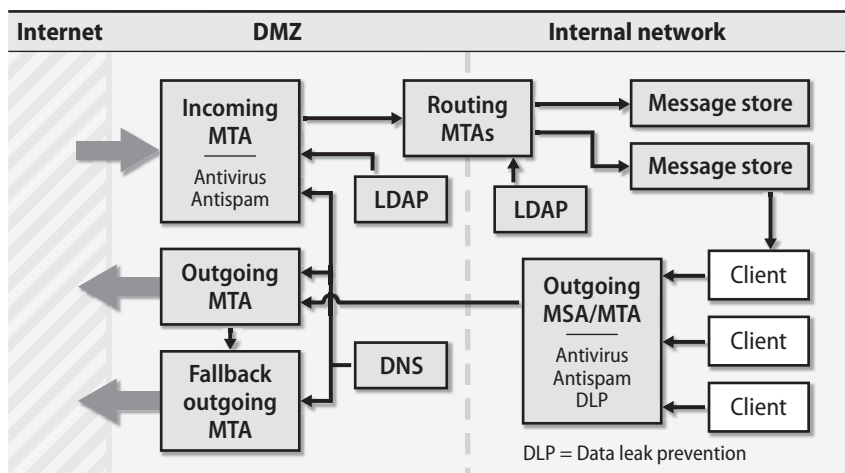 Internet
DMZ
Internal network
Incoming
MTA
Antivirus
Antispam
Routing
MTAs
Message store
Message store
LDAP
LDAP
Outgoing
MTA
Outgoing
MSA/MTA
Antivirus
Antispam
DLP
Client
Client
Client
Fallback
outgoing
MTA
DNS
DLP = Data leak prevention